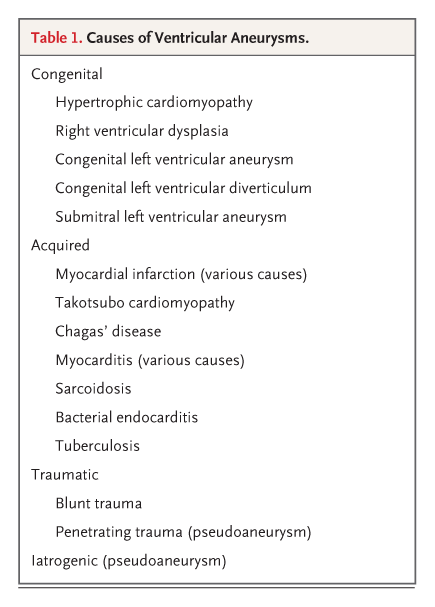 Table 1. Causes of Ventricular Aneurysms.
Congenital
Hypertrophic cardiomyopathy
Right ventricular dysplasia
Congenital left ventricular aneurysm
Congenital left ventricular diverticulum
Submitral left ventricular aneurysm
Acquired
Myocardial infarction (various causes)
Takotsubo cardiomyopathy
Chagas’ disease
Myocarditis (various causes)
Sarcoidosis
Bacterial endocarditis
Tuberculosis
Traumatic
Blunt trauma
Penetrating trauma (pseudoaneurysm)
Iatrogenic (pseudoaneurysm)